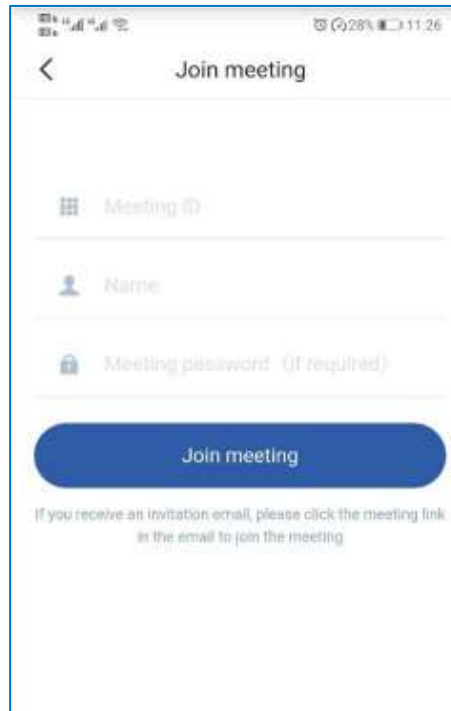 28% 11:26
Join meeting
Meeting ID
Name
Meeting password (if required)
Join meeting
If you receive an invitation email, please click the meeting link
in the email to join the meeting